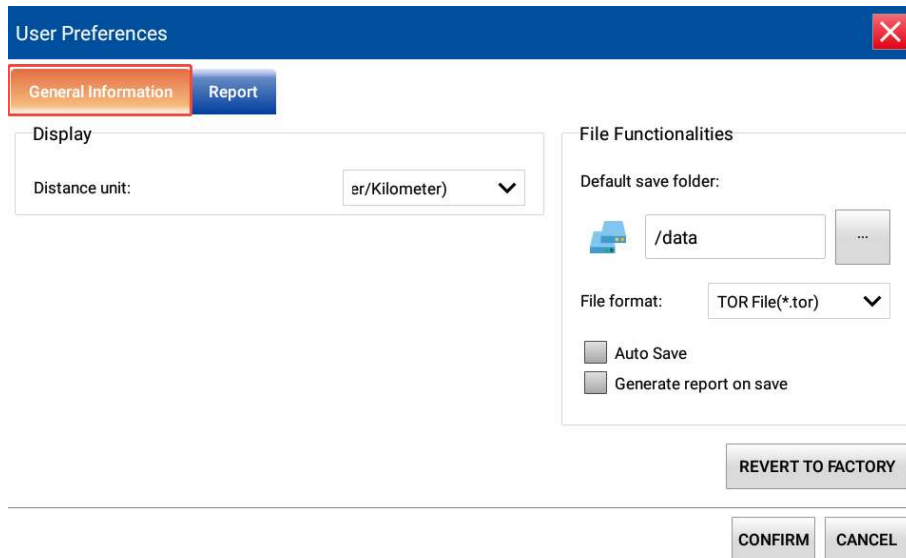 User Preferences
General Information
Report
Display
Distance unit:
er/Kilometer)
File Functionalities
Default save folder:
/data
...
File format:
TOR File(*.tor)
Auto Save
Generate report on save
REVERT TO FACTORY
CONFIRM
CANCEL